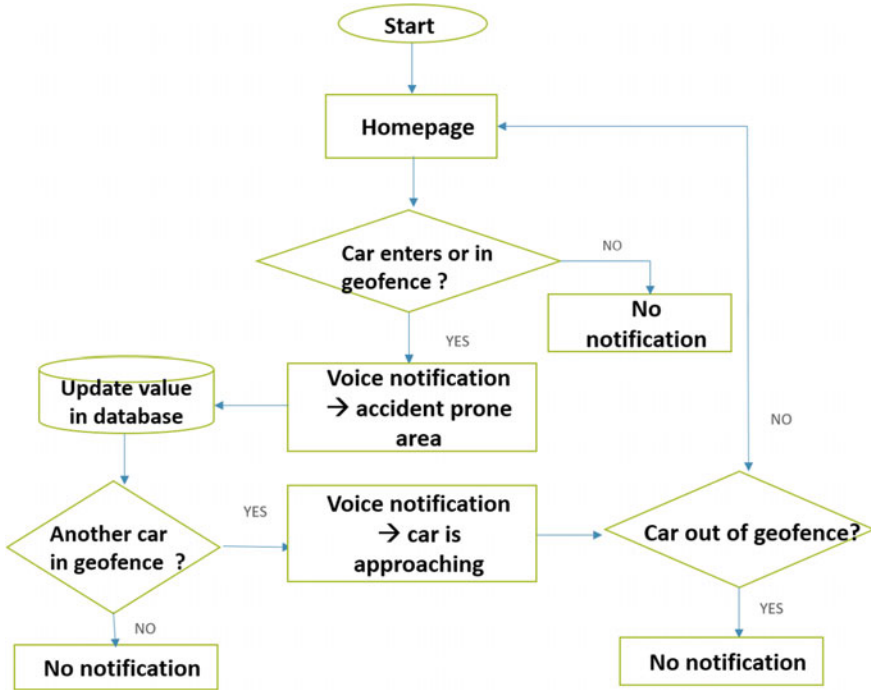 Start
Homepage
Car enters or in
geofence ?
NO
No
notification
YES
Voice notification
→ accident prone
area
Update value
in database
NO
Another car
in geofence ?
YES
Voice notification
→ car is
approaching
Car out of geofence?
NO
No notification
YES
No notification